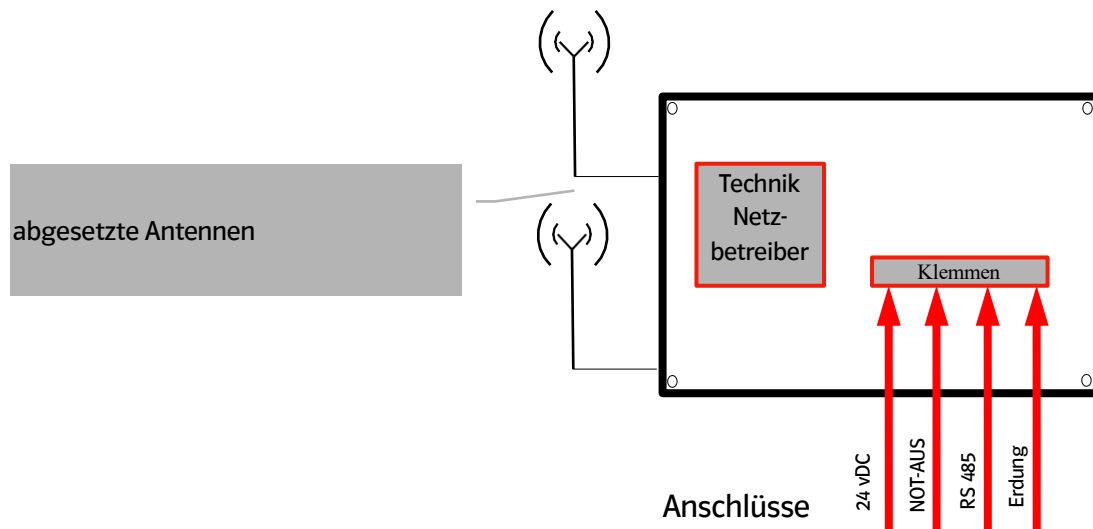 abgesetzte Antennen
Technik
Netz-
betreiber
Klemmen
24 vDC
NOT-AUS
RS 485
Erdung
Anschlüsse